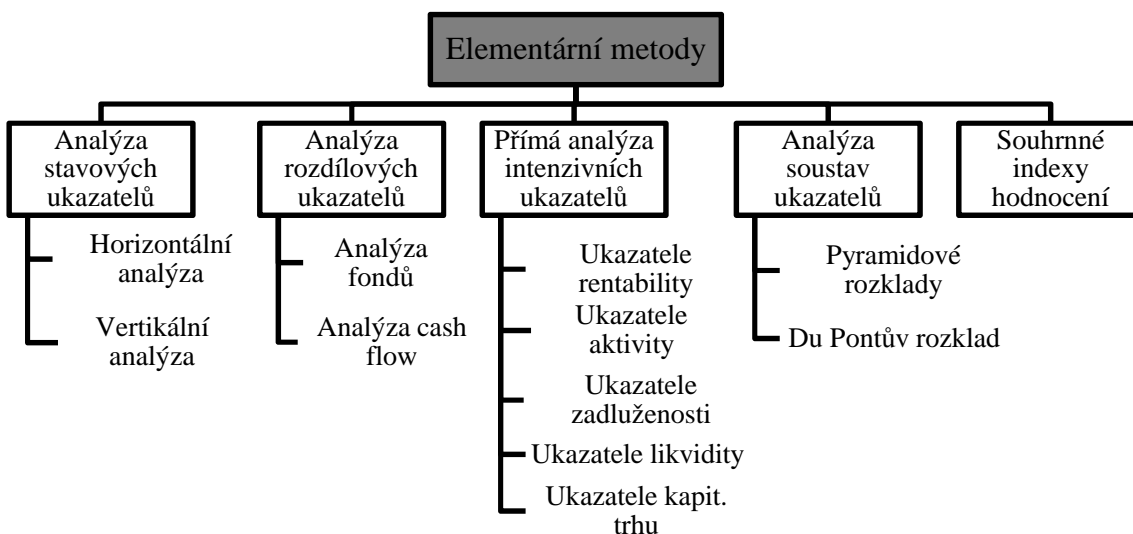 Elementární metody
Analýza
stavových
ukazatelů
Horizontální
analýza
Vertikální
analýza
Analýza
rozdílových
ukazatelů
Analýza
fondů
Analýza cash
flow
Přímá analýza
intenzivních
ukazatelů
Ukazatele
rentability
Ukazatele
aktivity
Ukazatele
zadluženosti
Ukazatele likvidity
Ukazatele kapit.
trhu
Analýza
soustav
ukazatelů
Pyramidové
rozklady
Du Pontův rozklad
Souhrnné
indexy
hodnocení